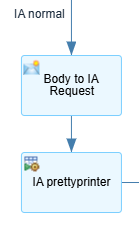 IA normal
Body to IA
Request
IA prettyprinter